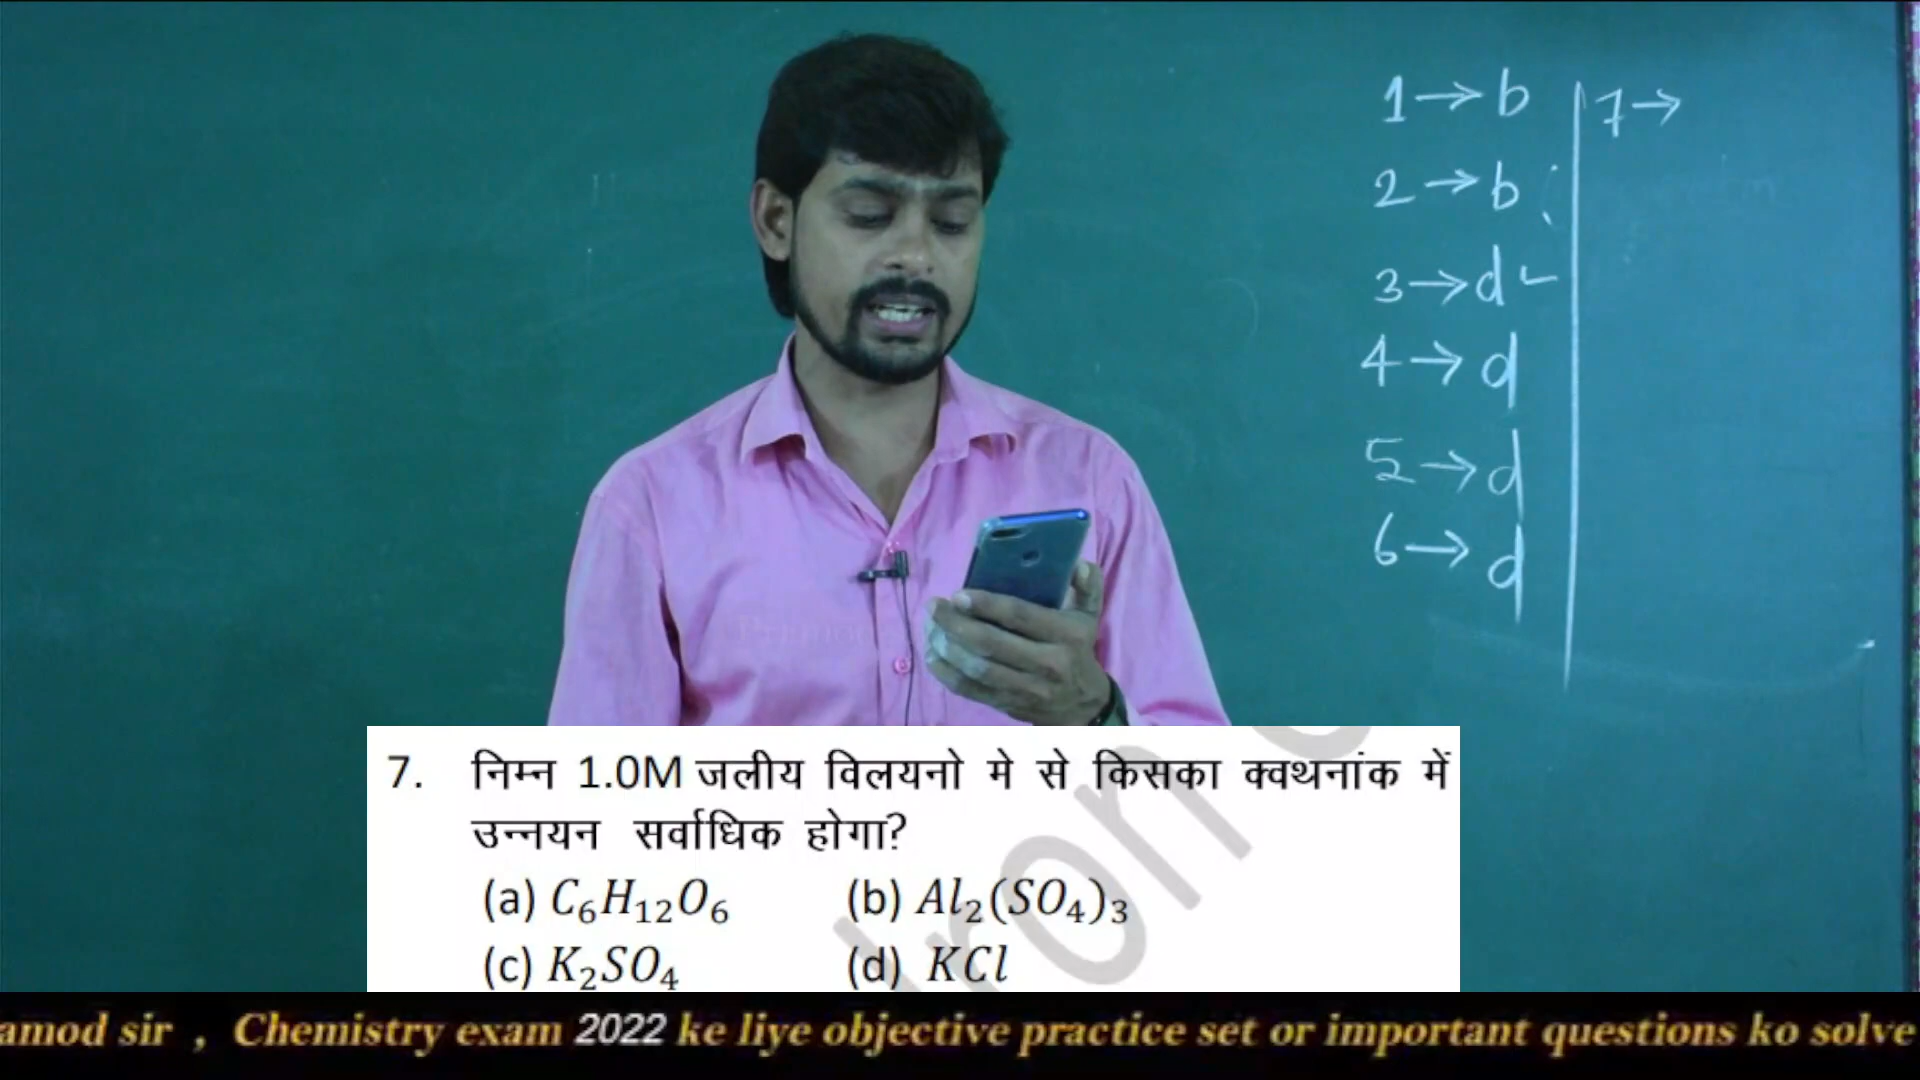 1→b
2→b
3→d
4→d
5→d
6→d
7→
7. निम्न 1.0M जलीय विलयनो मे से किसका क्वथनांक में
उन्नयन सर्वाधिक होगा?
(a) C₆H₁₂O₆ (b) Al₂(SO₄)₃
(c) K₂SO₄ (d) KCl
amod sir , Chemistry exam 2022 ke liye objective practice set or important questions ko solve